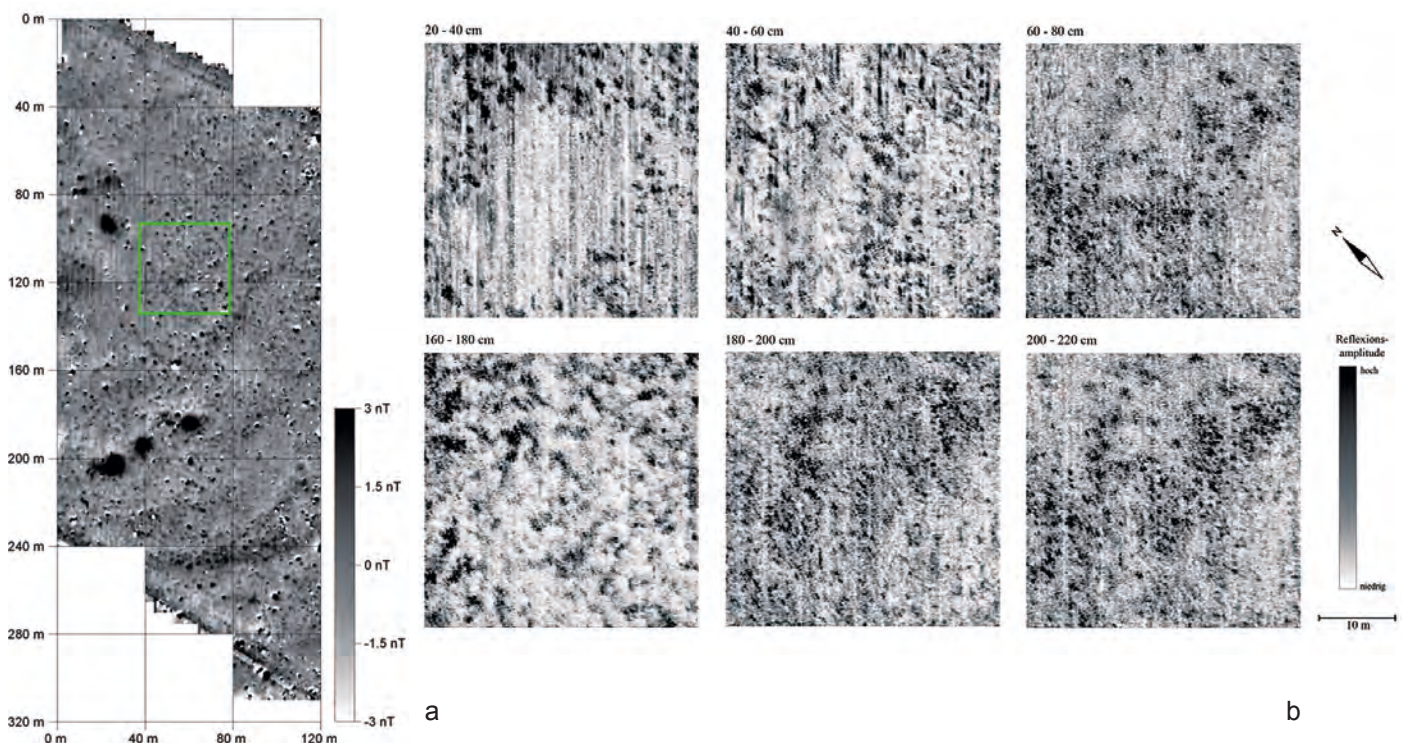 0 m
40 m
80 m
120 m
160 m
200 m
240 m
280 m
320 m
0 m 40 m 80 m 120 m
3 nT
1.5 nT
0 nT
-1.5 nT
-3 nT
a
20 - 40 cm
40 - 60 cm
60 - 80 cm
160 - 180 cm
180 - 200 cm
200 - 220 cm
N
Reflexions-
amplitude
hoch
niedrig
10 m
b